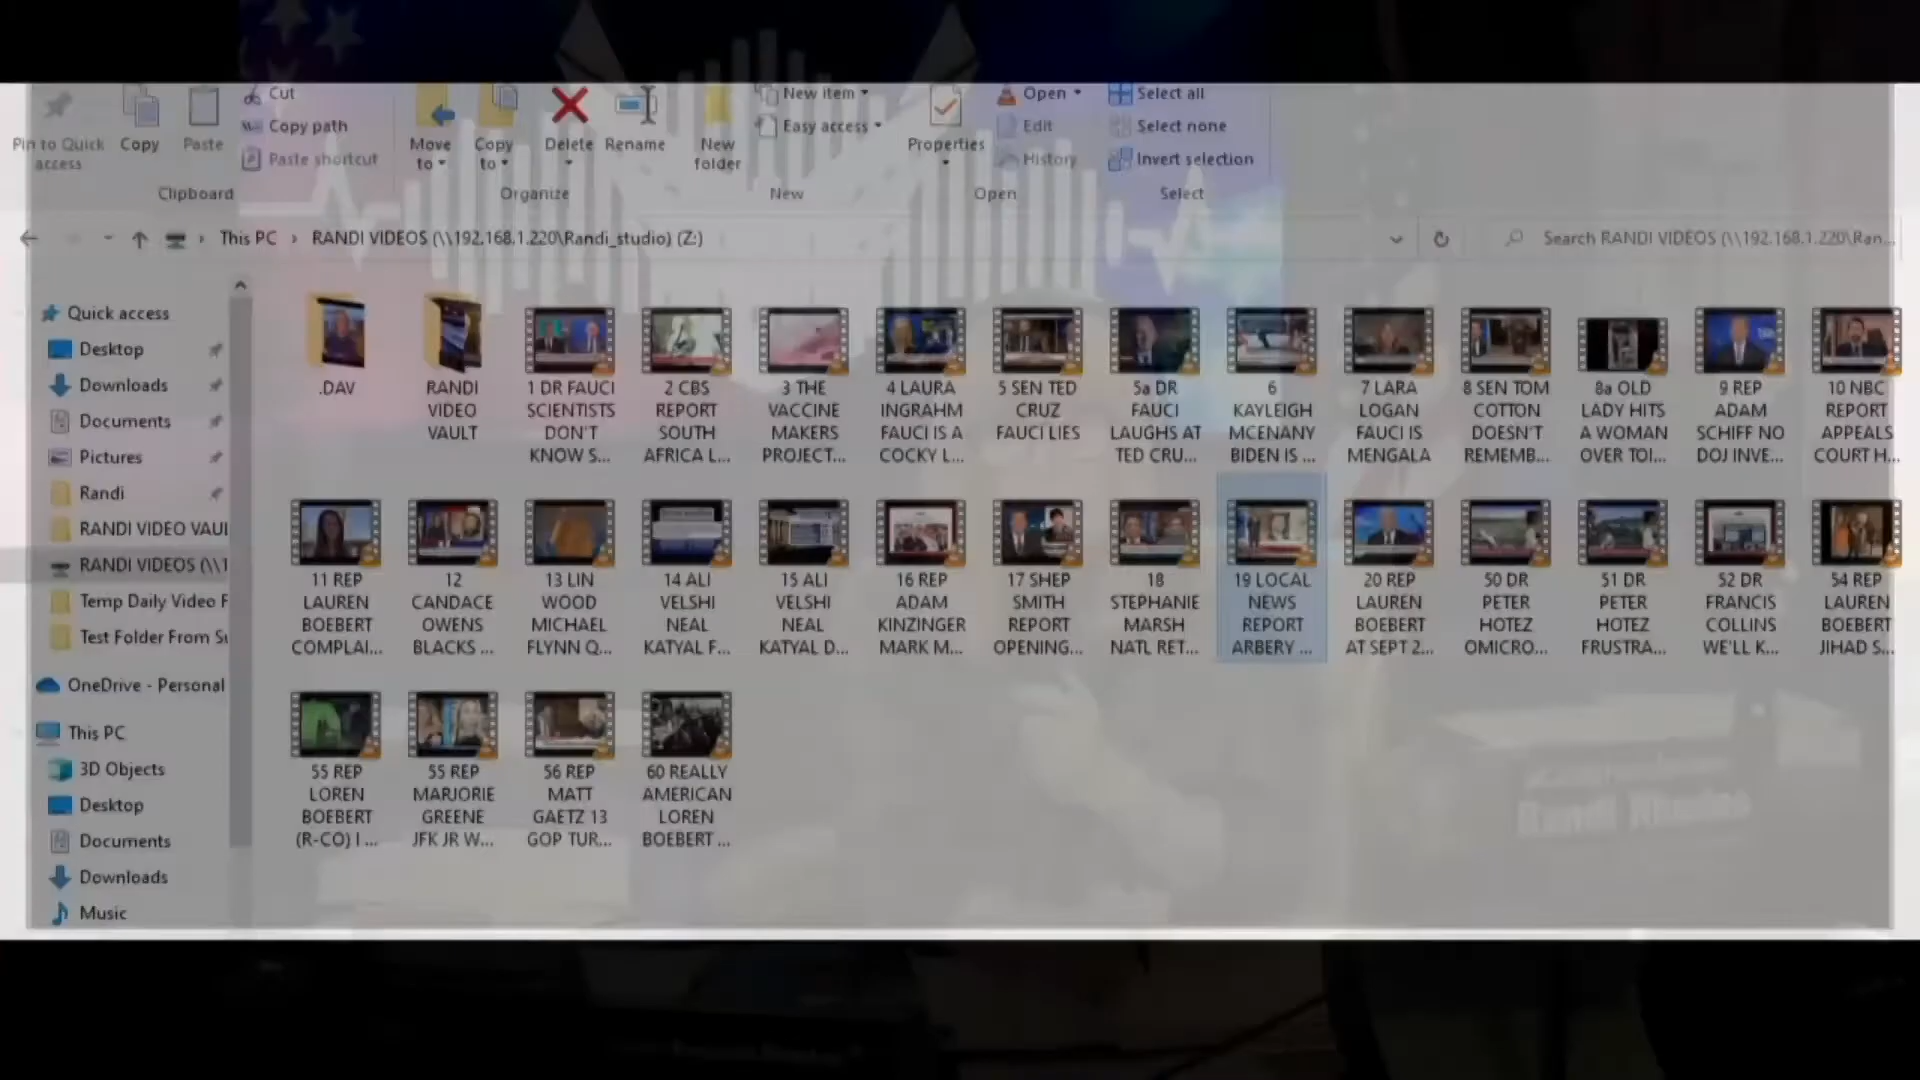 Pin to Quick access
Copy
Paste
Cut
Copy path
Paste shortcut
Clipboard
Move to
Copy to
Delete
Rename
Organize
New folder
New item
Easy access
New
Properties
Open
Edit
History
Open
Select all
Select none
Invert selection
Select
This PC > RANDI VIDEOS (\\192.168.1.220\Randi_studio) (Z:)
Search RANDI VIDEOS (\\192.168.1.220\Ran...
Quick access
Desktop
Downloads
Documents
Pictures
Randi
RANDI VIDEO VAUL
RANDI VIDEOS (\\1
Temp Daily Video F
Test Folder From Su
OneDrive - Personal
This PC
3D Objects
Desktop
Documents
Downloads
Music
.DAV
RANDI VIDEO VAULT
1 DR FAUCI SCIENTISTS DON'T KNOW S...
2 CBS REPORT SOUTH AFRICA L...
3 THE VACCINE MAKERS PROJECT...
4 LAURA INGRAHM FAUCI IS A COCKY L...
5 SEN TED CRUZ FAUCI LIES
5a DR FAUCI LAUGHS AT TED CRU...
6 KAYLEIGH MCENANY BIDEN IS ...
7 LARA LOGAN FAUCI IS MENGALA
8 SEN TOM COTTON DOESN'T REMEMB...
8a OLD LADY HITS A WOMAN OVER TOI...
9 REP ADAM SCHIFF NO DOJ INVE...
10 NBC REPORT APPEALS COURT H...
11 REP LAUREN BOEBERT COMPLAI...
12 CANDACE OWENS BLACKS ...
13 LIN WOOD MICHAEL FLYNN Q...
14 ALI VELSHI NEAL KATYAL F...
15 ALI VELSHI NEAL KATYAL D...
16 REP ADAM KINZINGER MARK M...
17 SHEP SMITH REPORT OPENING...
18 STEPHANIE MARSH NATL RET...
19 LOCAL NEWS REPORT ARBERY ...
20 REP LAUREN BOEBERT AT SEPT 2...
50 DR PETER HOTEZ OMICRO...
51 DR PETER HOTEZ FRUSTRA...
52 DR FRANCIS COLLINS WE'LL K...
54 REP LAUREN BOEBERT JIHAD S...
55 REP LOREN BOEBERT (R-CO) I ...
55 REP MARJORIE GREENE JFK JR W...
56 REP MATT GAETZ 13 GOP TUR...
60 REALLY AMERICAN LOREN BOEBERT ...
Randi Rhodes